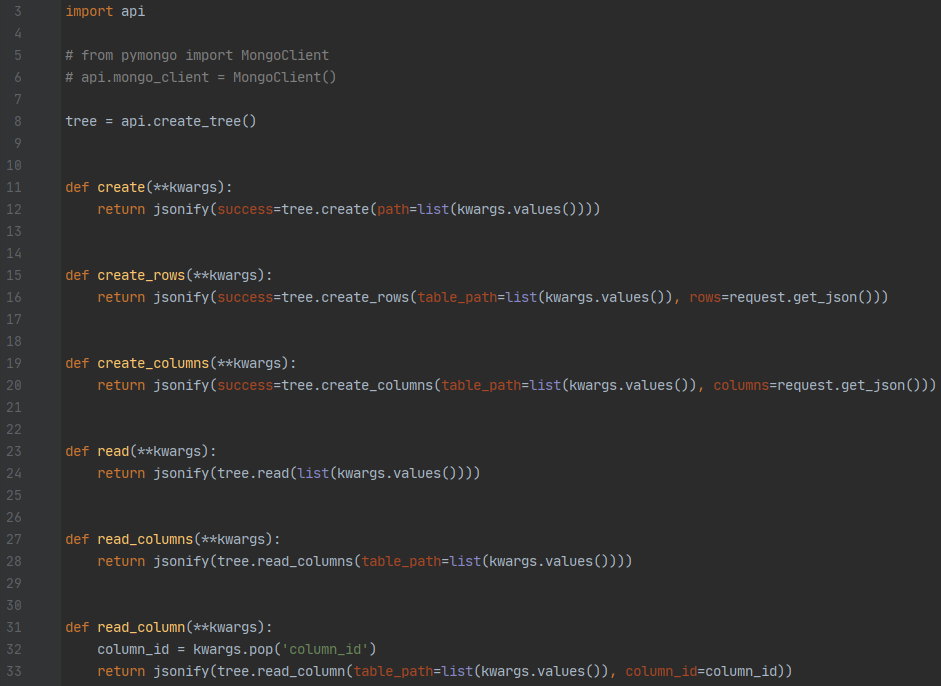 3 import api
4
5 # from pymongo import MongoClient
6 # api.mongo_client = MongoClient()
7
8 tree = api.create_tree()
9
10
11 def create(**kwargs):
12     return jsonify(success=tree.create(path=list(kwargs.values())))
13
14
15 def create_rows(**kwargs):
16     return jsonify(success=tree.create_rows(table_path=list(kwargs.values()), rows=request.get_json()))
17
18
19 def create_columns(**kwargs):
20     return jsonify(success=tree.create_columns(table_path=list(kwargs.values()), columns=request.get_json()))
21
22
23 def read(**kwargs):
24     return jsonify(tree.read(list(kwargs.values())))
25
26
27 def read_columns(**kwargs):
28     return jsonify(tree.read_columns(table_path=list(kwargs.values())))
29
30
31 def read_column(**kwargs):
32     column_id = kwargs.pop('column_id')
33     return jsonify(tree.read_column(table_path=list(kwargs.values()), column_id=column_id))